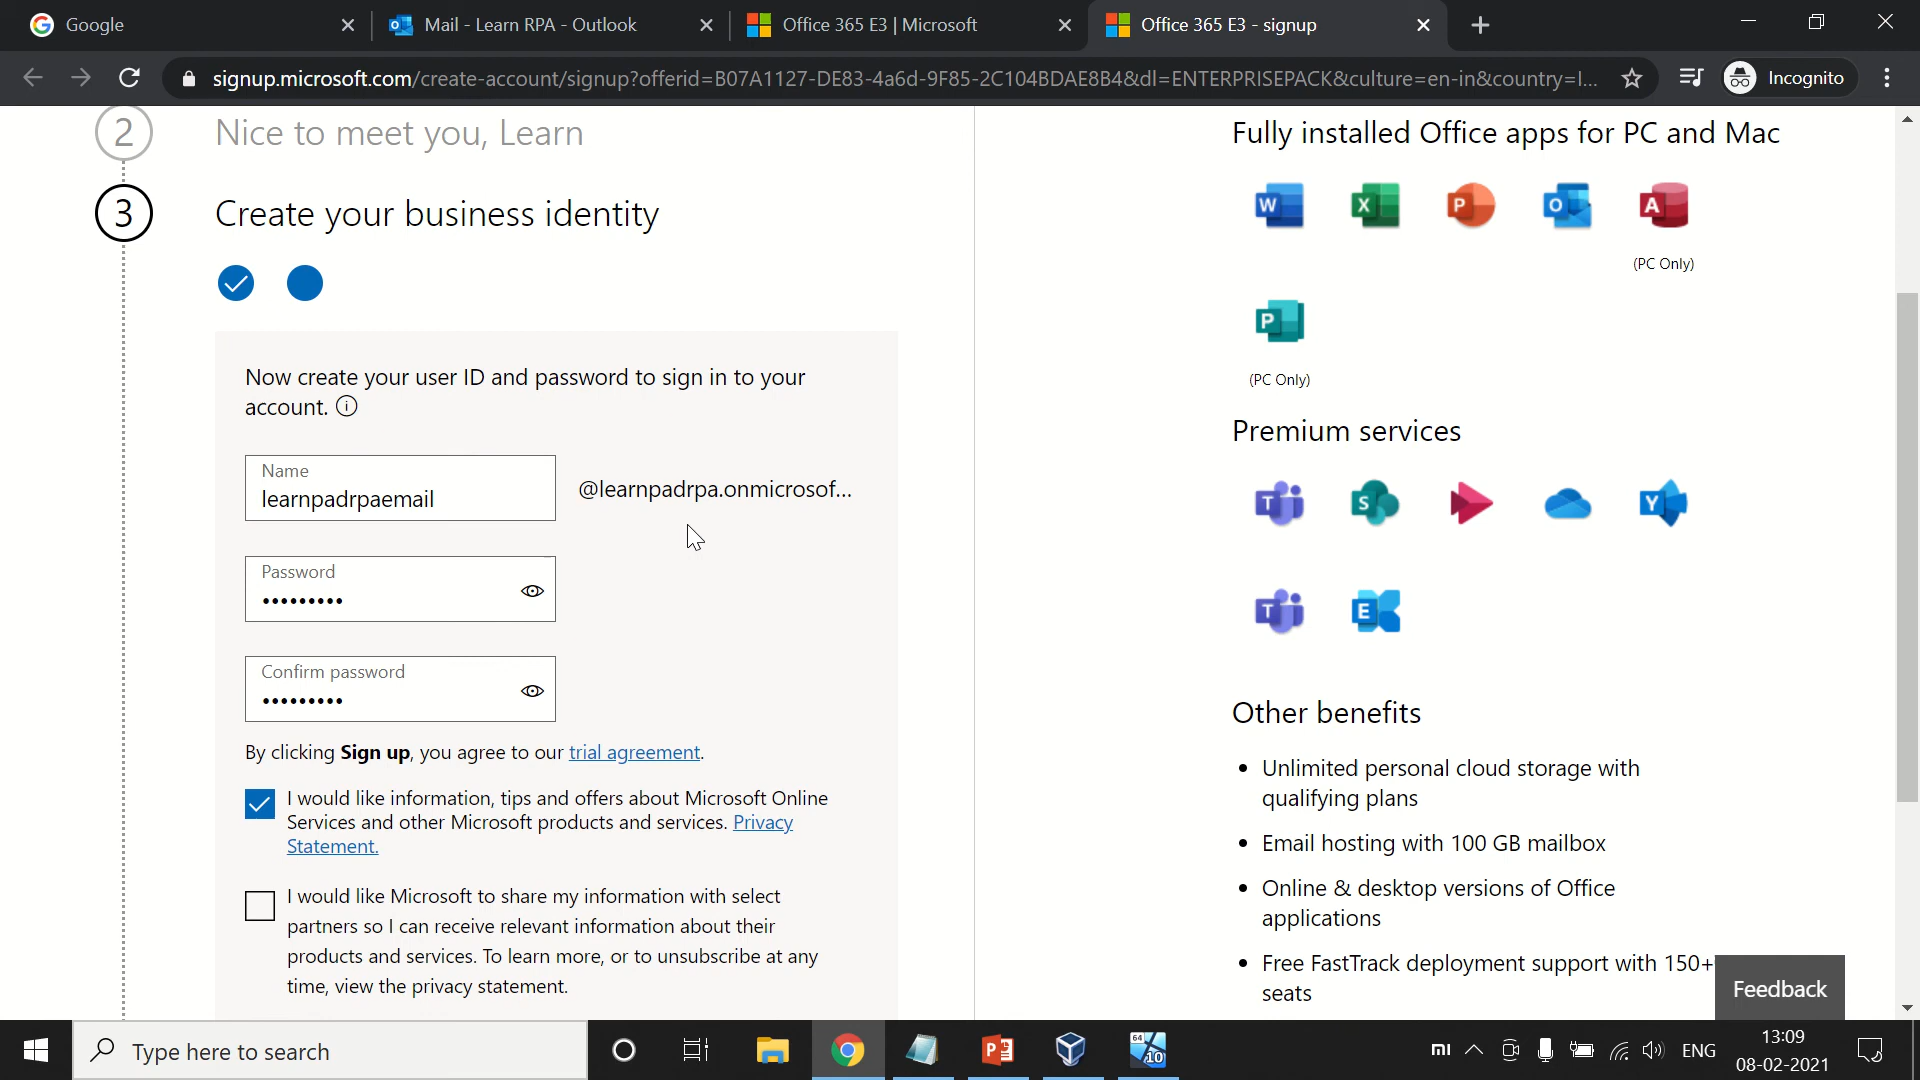 Google
Mail - Learn RPA - Outlook
Office 365 E3 | Microsoft
Office 365 E3 - signup
signup.microsoft.com/create-account/signup?offerid=B07A1127-DE83-4a6d-9F85-2C104BDAE8B4&dl=ENTERPRISEPACK&culture=en-in&country=I...
Incognito
2
Nice to meet you, Learn
3
Create your business identity
Now create your user ID and password to sign in to your
account.
Name
learnpadrpaemail
@learnpadrpa.onmicrosof...
Password
•••••••••
Confirm password
•••••••••
By clicking Sign up, you agree to our trial agreement.
I would like information, tips and offers about Microsoft Online
Services and other Microsoft products and services. Privacy
Statement.
I would like Microsoft to share my information with select
partners so I can receive relevant information about their
products and services. To learn more, or to unsubscribe at any
time, view the privacy statement.
Fully installed Office apps for PC and Mac
W
X
P
O
A
(PC Only)
P
(PC Only)
Premium services
T
S
Y
T
E
Other benefits
Unlimited personal cloud storage with
qualifying plans
Email hosting with 100 GB mailbox
Online & desktop versions of Office
applications
Free FastTrack deployment support with 150+
seats
Feedback
Type here to search
64
10
mi
ENG
13:09
08-02-2021